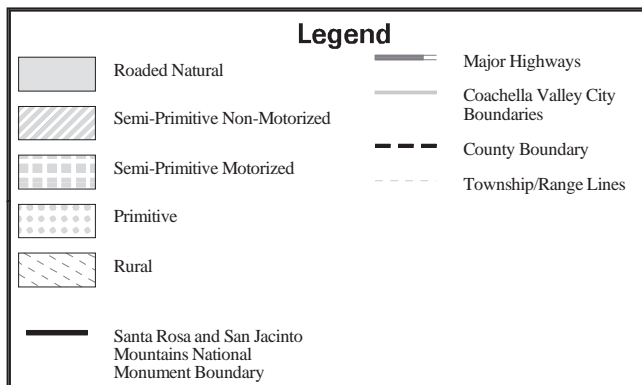 Legend
Roaded Natural
Semi-Primitive Non-Motorized
Semi-Primitive Motorized
Primitive
Rural
Santa Rosa and San Jacinto
Mountains National
Monument Boundary
Major Highways
Coachella Valley City
Boundaries
County Boundary
Township/Range Lines